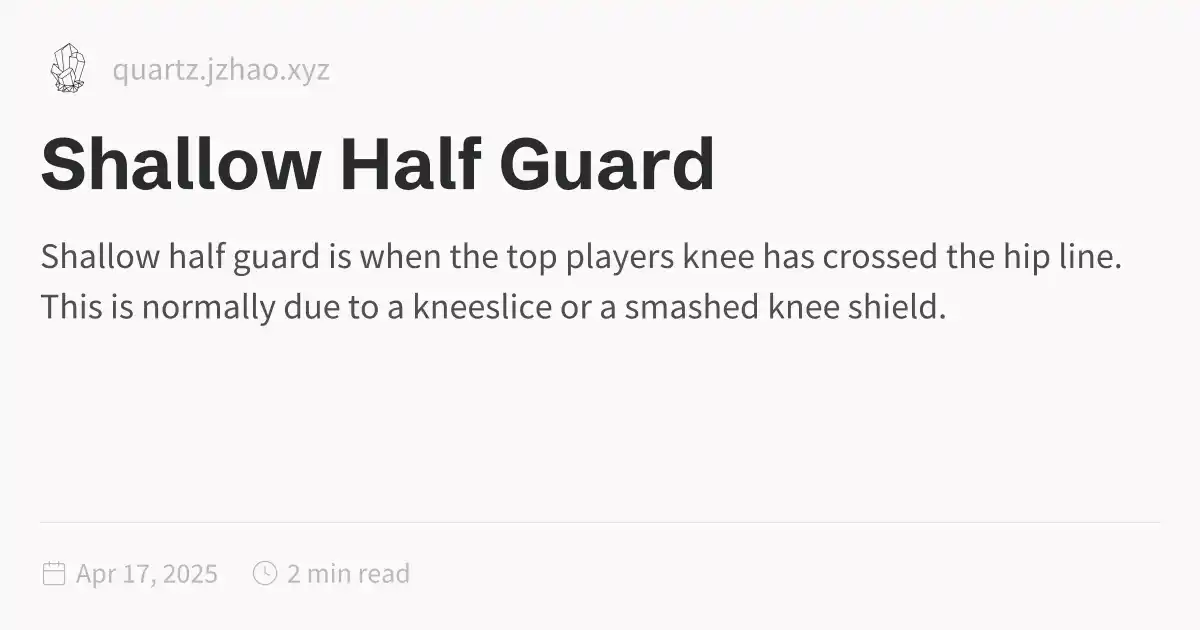 quartz.jzhao.xyz
Shallow Half Guard
Shallow half guard is when the top players knee has crossed the hip line.
This is normally due to a kneeslice or a smashed knee shield.
Apr 17, 2025 2 min read